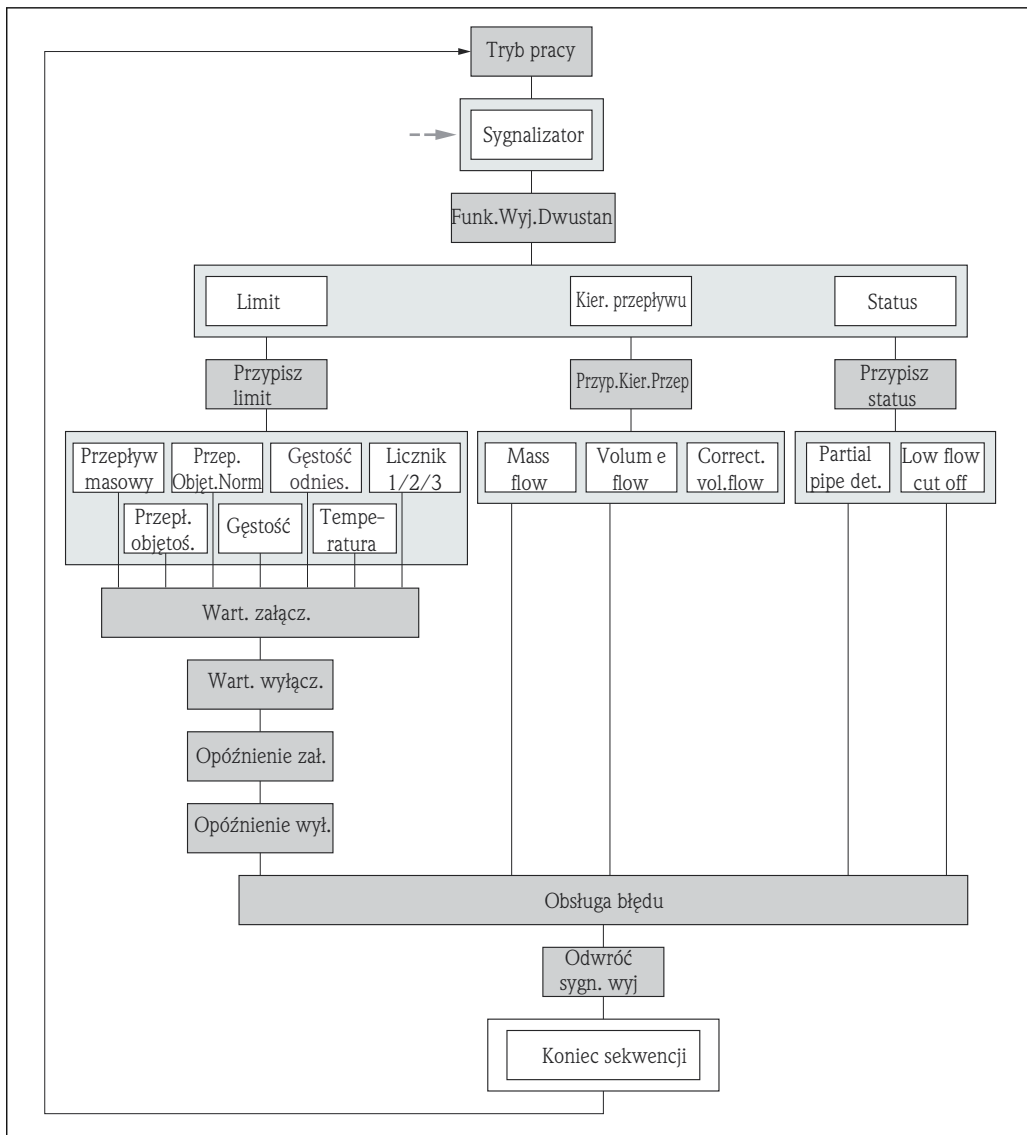 Tryb pracy
Sygnalizator
Funk.Wyj.Dwustan
Limit
Kier. przepływu
Status
Przypisz
limit
Przyp.Kier.Przep
Przypisz
status
Przepływ
masowy
Przep.
Objęt.Norm
Gęstość
odnies.
Licznik
1/2/3
Mass
flow
Volum e
flow
Correct.
vol.flow
Partial
pipe det.
Low flow
cut off
Przepł.
objętoś.
Gęstość
Tempe-
ratura
Wart. załącz.
Wart. wyłącz.
Opóźnienie zał.
Opóźnienie wył.
Obsługa błędu
Odwróć
sygn. wyj
Koniec sekwencji